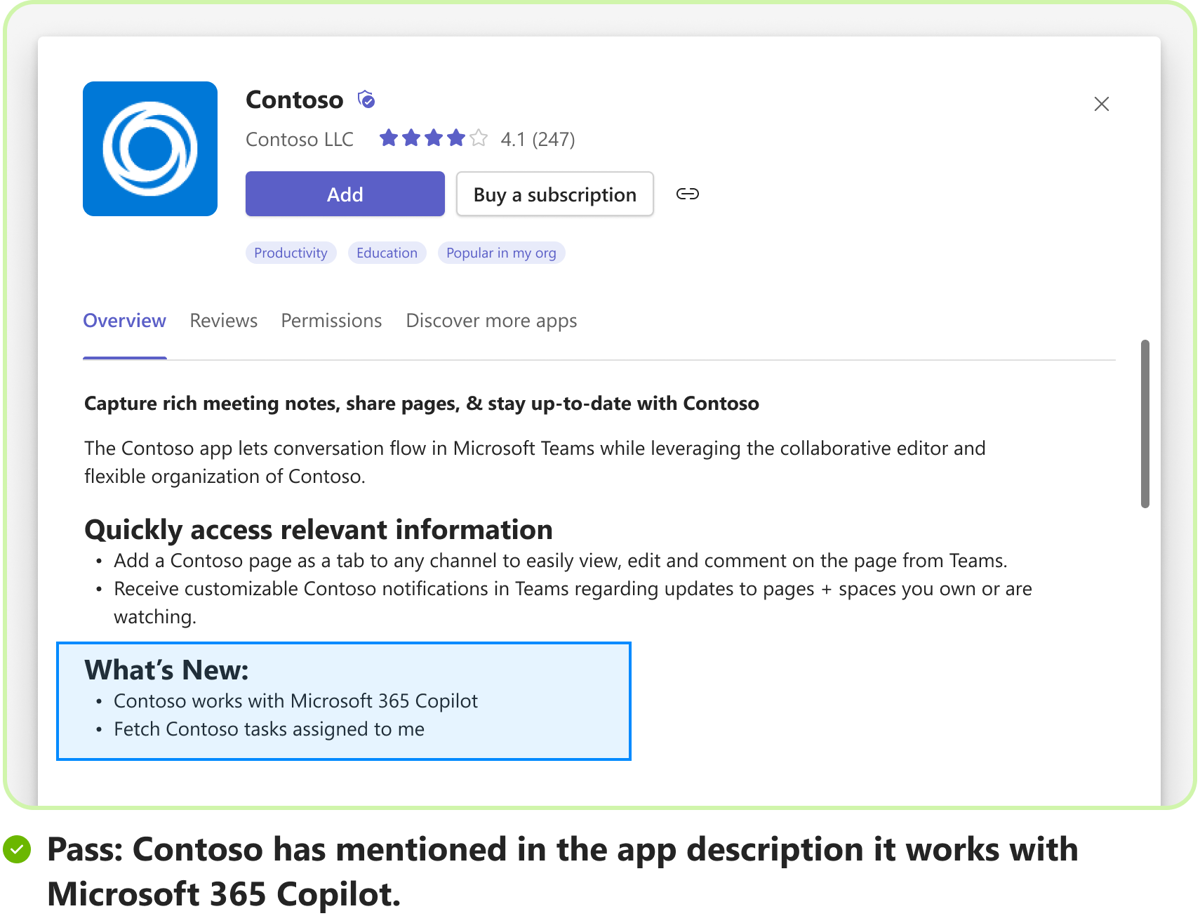 Contoso
Contoso LLC 4.1 (247)
Add Buy a subscription
Productivity Education Popular in my org
Overview Reviews Permissions Discover more apps
Capture rich meeting notes, share pages, & stay up-to-date with Contoso
The Contoso app lets conversation flow in Microsoft Teams while leveraging the collaborative editor and
flexible organization of Contoso.
Quickly access relevant information
• Add a Contoso page as a tab to any channel to easily view, edit and comment on the page from Teams.
• Receive customizable Contoso notifications in Teams regarding updates to pages + spaces you own or are
watching.
What’s New:
• Contoso works with Microsoft 365 Copilot
• Fetch Contoso tasks assigned to me
Pass: Contoso has mentioned in the app description it works with
Microsoft 365 Copilot.